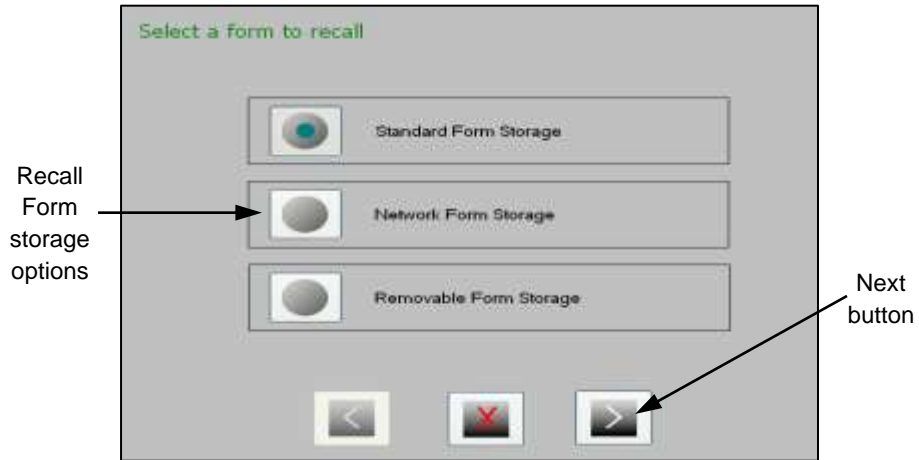 Select a form to recall
Standard Form Storage
Recall
Form
storage
options
Network Form Storage
Removable Form Storage
Next
button
< X >